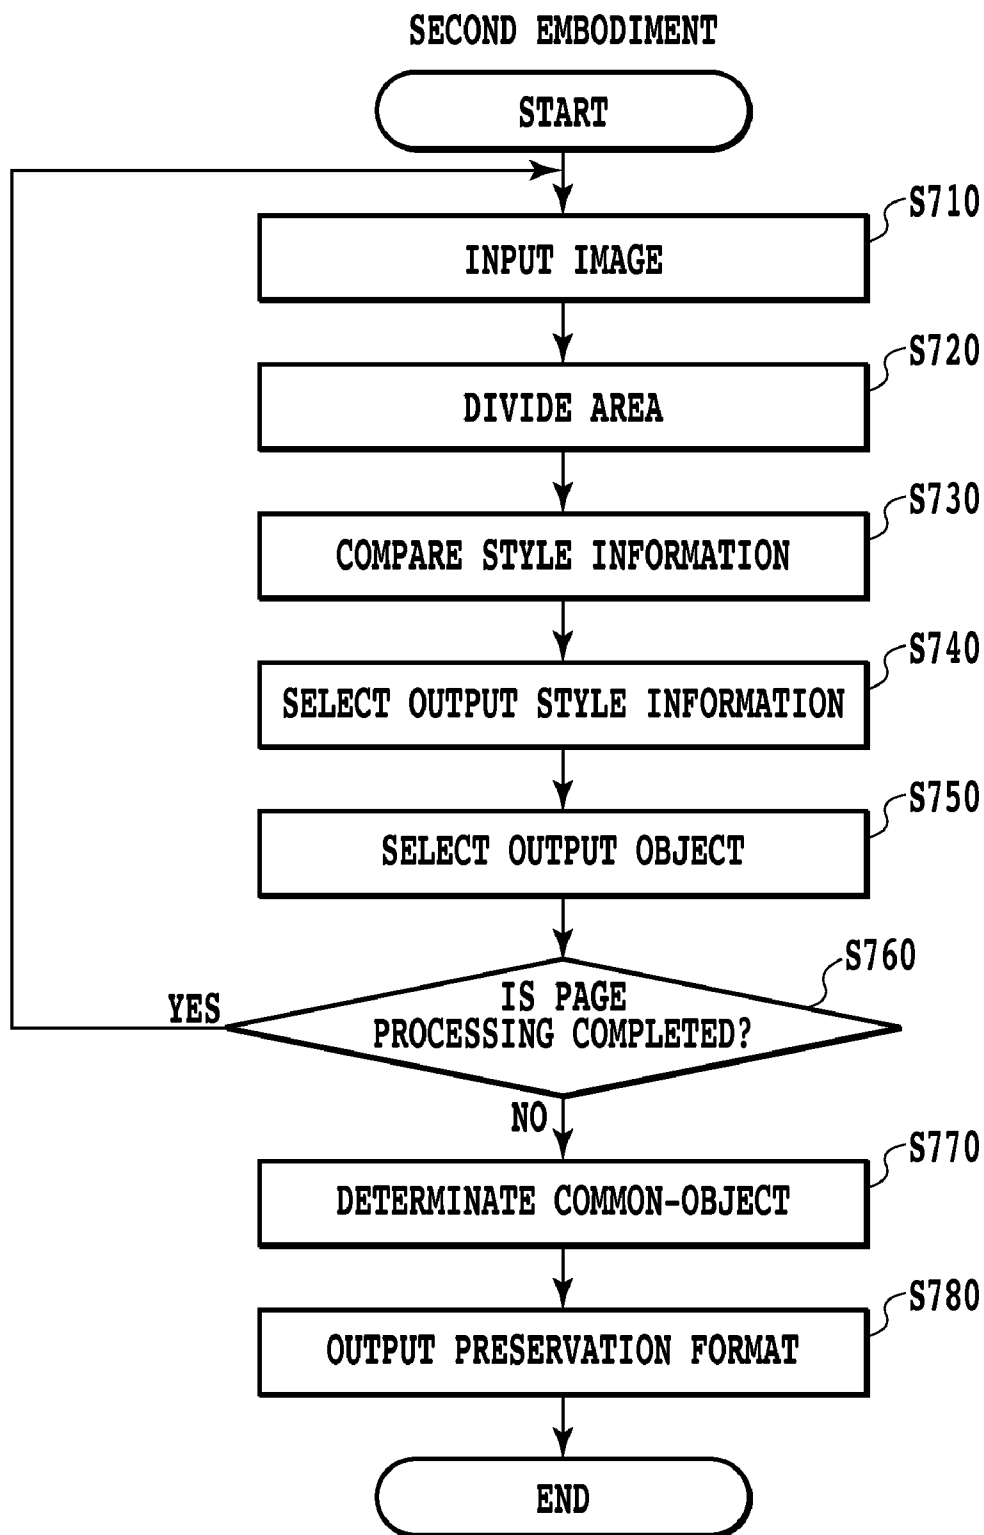 SECOND EMBODIMENT
START
S710
INPUT IMAGE
S720
DIVIDE AREA
S730
COMPARE STYLE INFORMATION
S740
SELECT OUTPUT STYLE INFORMATION
S750
SELECT OUTPUT OBJECT
S760
IS PAGE
PROCESSING COMPLETED?
YES
NO
S770
DETERMINATE COMMON-OBJECT
S780
OUTPUT PRESERVATION FORMAT
END